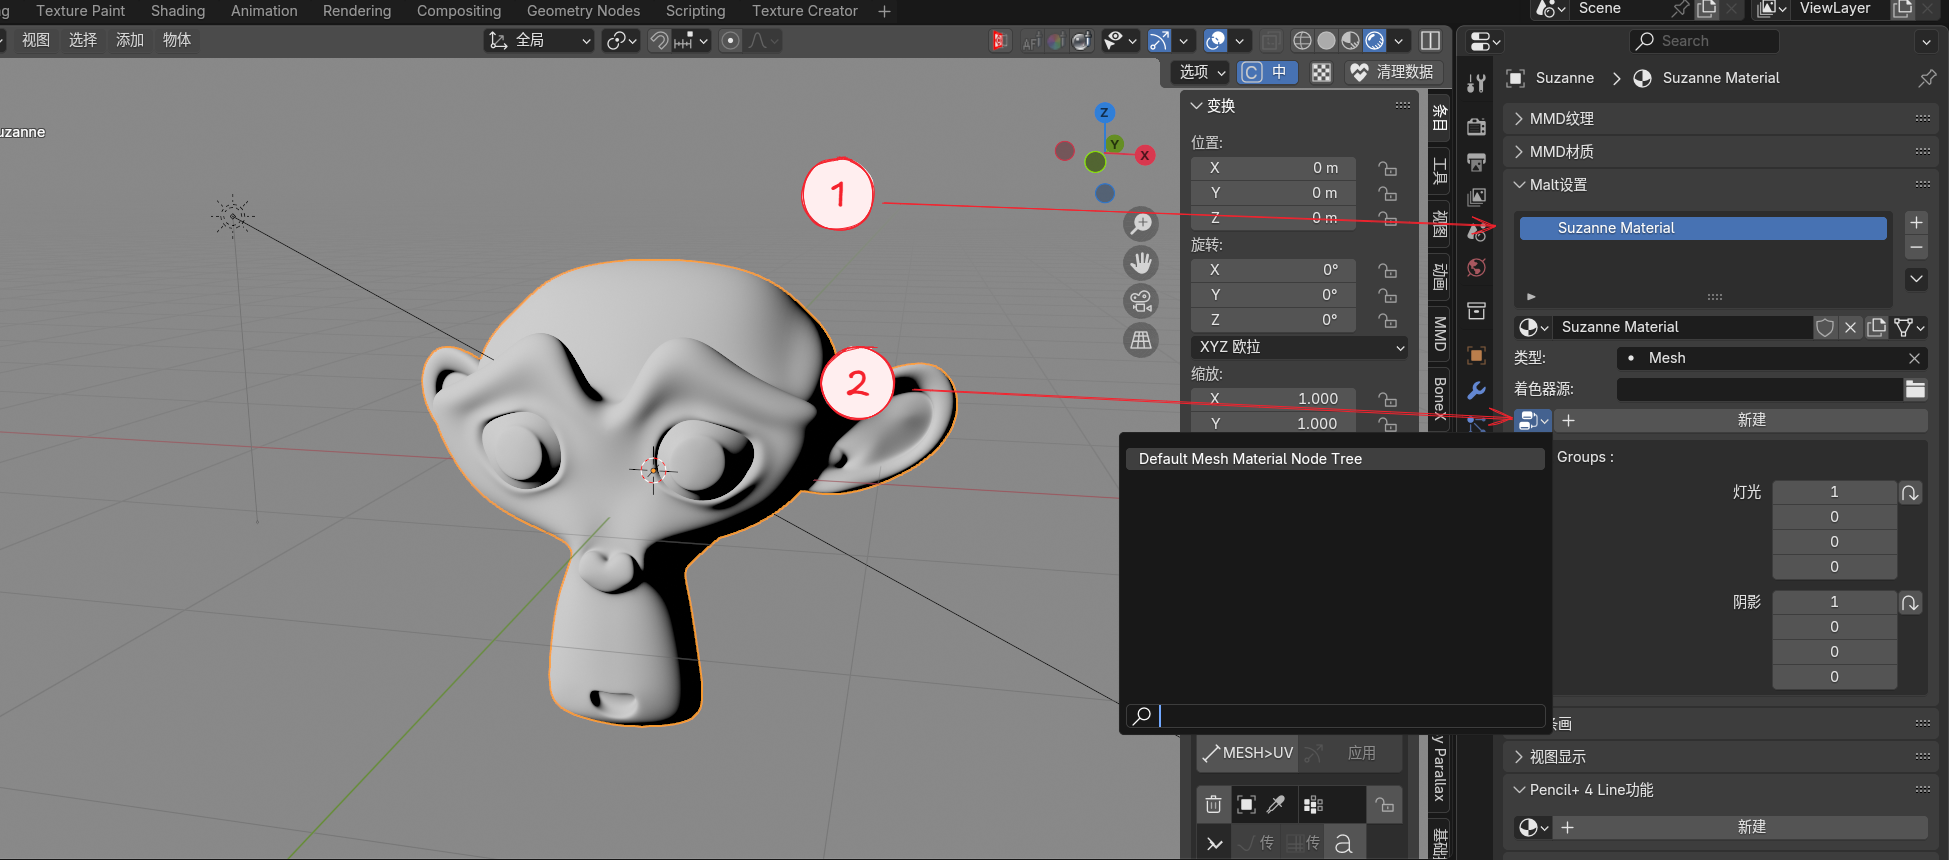 Texture Paint Shading Animation Rendering Compositing Geometry Nodes Scripting Texture Creator +
Scene
ViewLayer
视图 选择 添加 物体
全局
Search
选项
中
清理数据
Suzanne > Suzanne Material
uzanne
变换
位置:
X 0 m
Y 0 m
Z 0 m
旋转:
X 0°
Y 0°
Z 0°
XYZ 欧拉
缩放:
X 1.000
Y 1.000
Z
Y
X
1
2
条目
工具
视图
动画
MMD
BoneX
y Parallax
基础
MMD纹理
MMD材质
Malt设置
Suzanne Material
Suzanne Material
类型:
Mesh
着色器源:
新建
Default Mesh Material Node Tree
Groups :
灯光 1
0
0
0
阴影 1
0
0
0
画
视图显示
Pencil+ 4 Line功能
新建
MESH>UV
应用
传
传
a